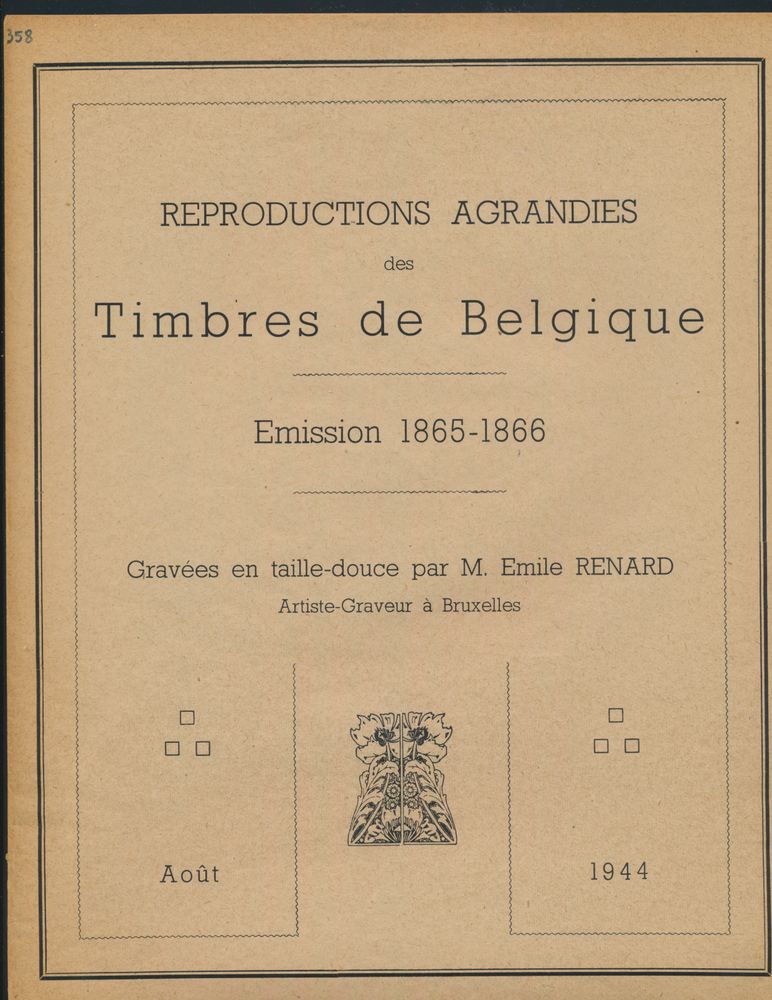 358
REPRODUCTIONS AGRANDIES
des
Timbres de Belgique
Emission 1865-1866
Gravées en taille-douce par M. Emile RENARD
Artiste-Graveur à Bruxelles
Août
1944